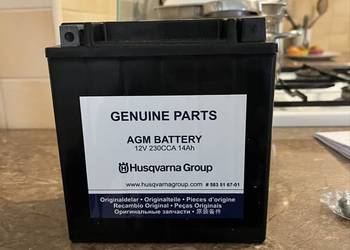 GENUINE PARTS
AGM BATTERY
12V 230CCA 14Ah
Husqvarna Group
www.husqvarnagroup.com # 583 51 67-01
Originaldelar • Originalteile • Pieces d'origine
Recambio Original • Peças Originais
Оригинальные запчасти • 原装备件